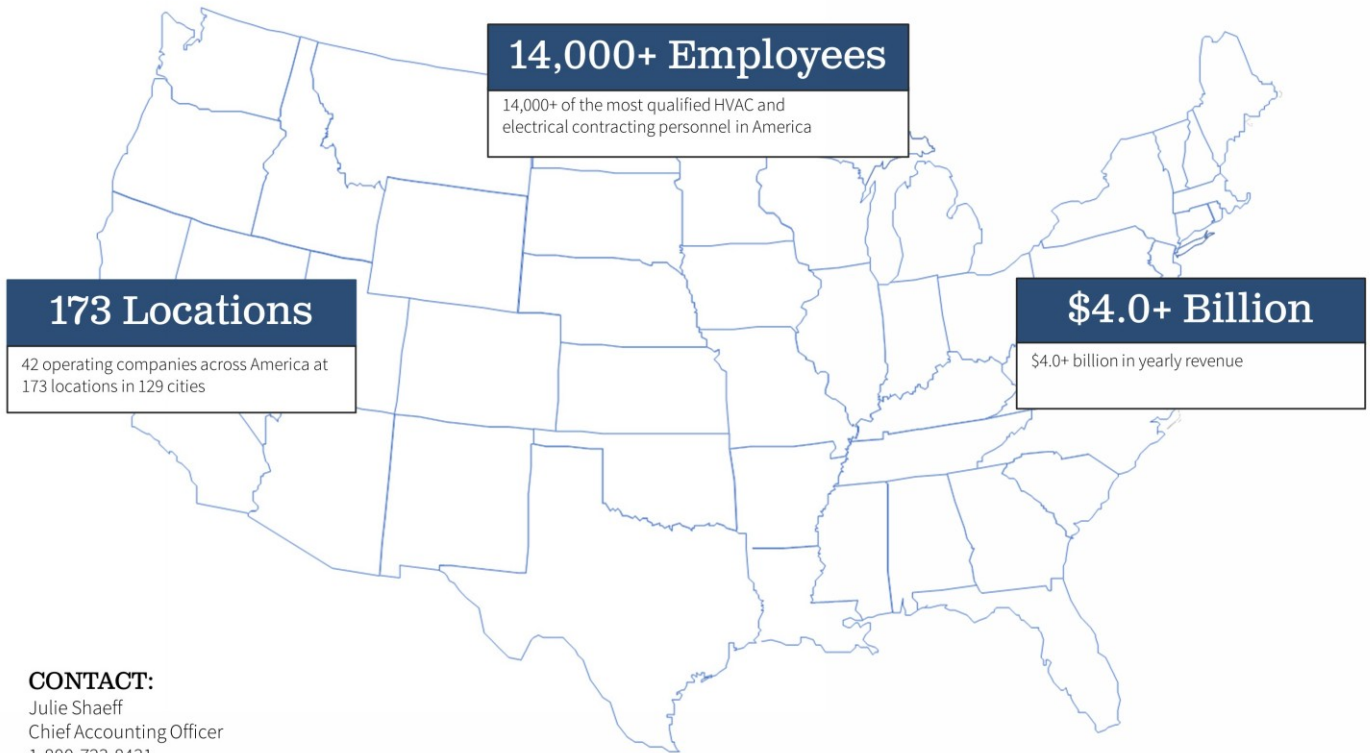 14,000+ Employees
14,000+ of the most qualified HVAC and
electrical contracting personnel in America
173 Locations
42 operating companies across America at
173 locations in 129 cities
$4.0+ Billion
$4.0+ billion in yearly revenue
CONTACT:
Julie Shaeff
Chief Accounting Officer